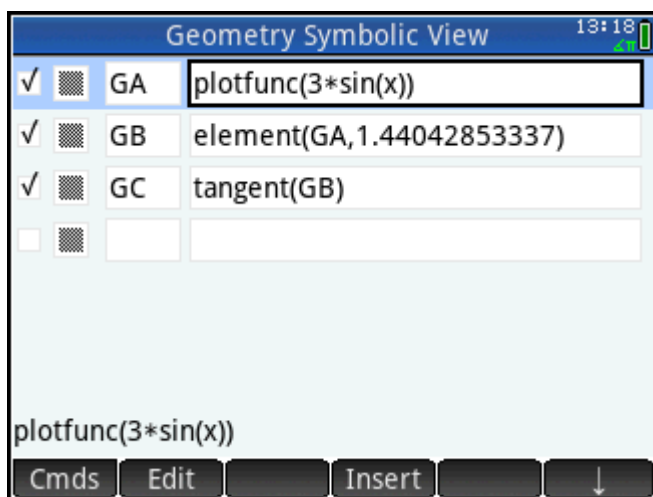 Geometry Symbolic View 13:18
∡π
√ GA plotfunc(3*sin(x))
√ GB element(GA,1.44042853337)
√ GC tangent(GB)
plotfunc(3*sin(x))
Cmds Edit Insert ↓